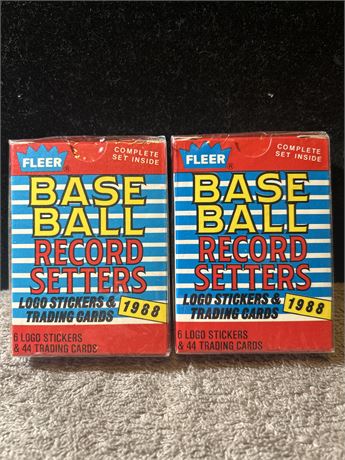 FLEER®
COMPLETE
SET INSIDE
BASE
BALL
RECORD
SETTERS
LOGO STICKERS &
TRADING CARDS
1988
6 LOGO STICKERS
& 44 TRADING CARDS
FLEER®
COMPLETE
SET INSIDE
BASE
BALL
RECORD
SETTERS
LOGO STICKERS &
TRADING CARDS
1988
6 LOGO STICKERS
& 44 TRADING CARDS